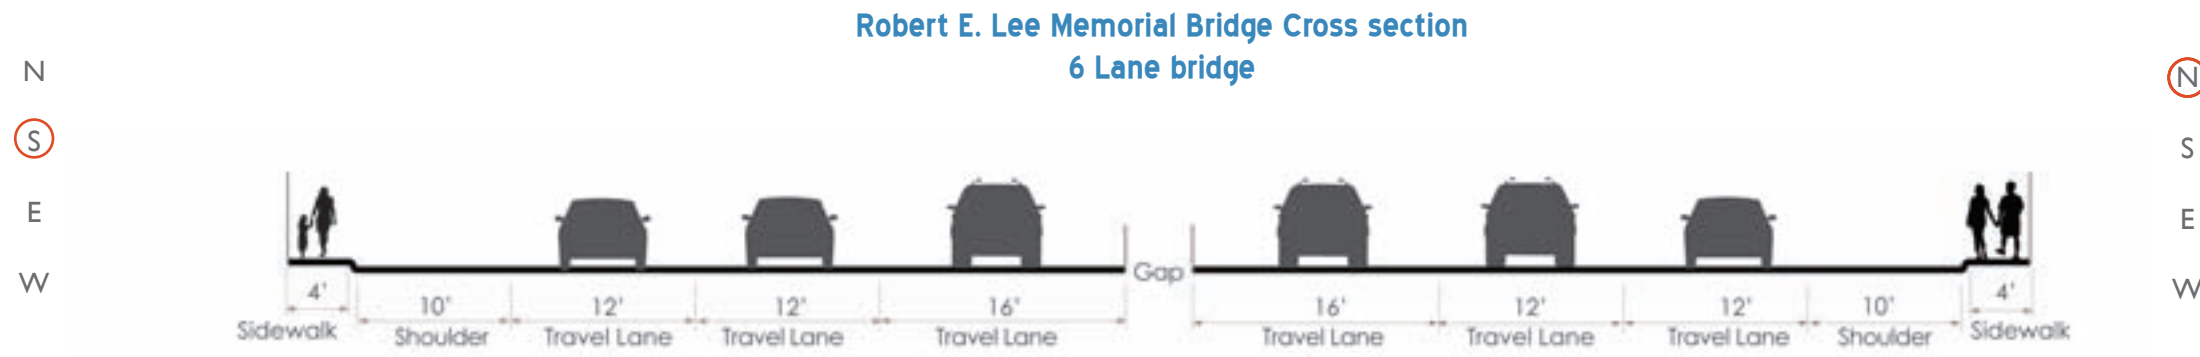 Robert E. Lee Memorial Bridge Cross section
6 Lane bridge
N
S
E
W
N
S
E
W
Gap
4'
10'
12'
12'
16'
16'
12'
12'
10'
4'
Sidewalk
Shoulder
Travel Lane
Travel Lane
Travel Lane
Travel Lane
Travel Lane
Travel Lane
Shoulder
Sidewalk